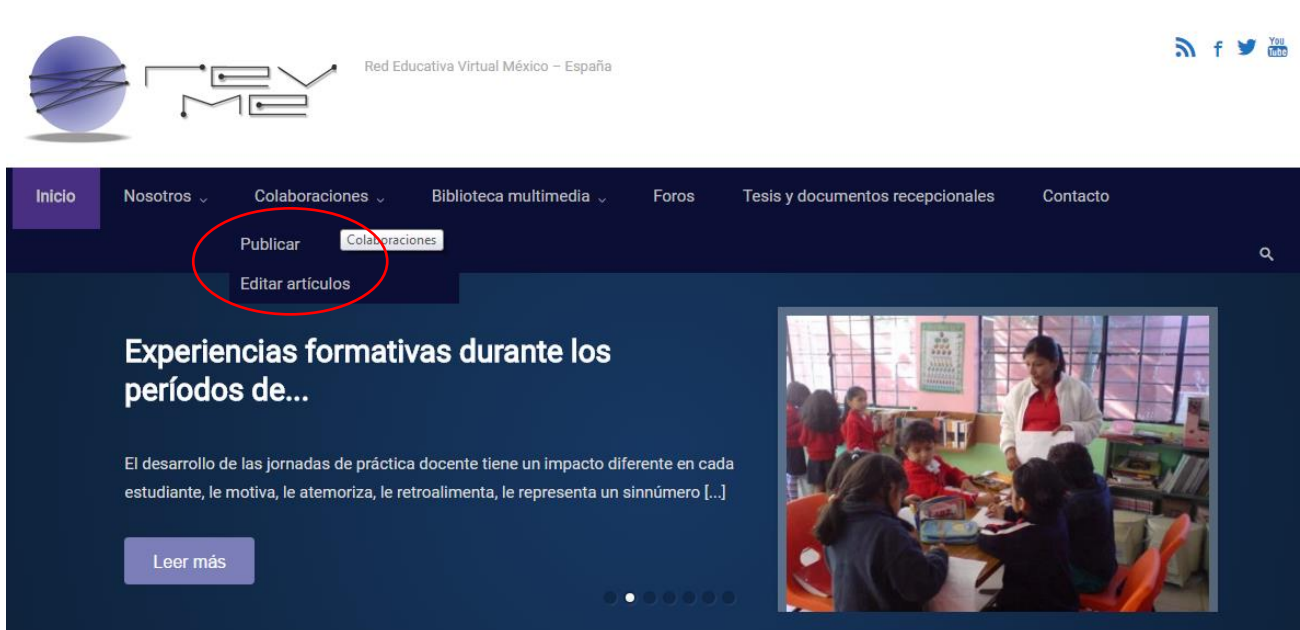 rev
me
Red Educativa Virtual México – España
You
Tube
Inicio
Nosotros
Colaboraciones
Biblioteca multimedia
Foros
Tesis y documentos recepcionales
Contacto
Publicar
Colaboraciones
Editar artículos
Experiencias formativas durante los
períodos de...
El desarrollo de las jornadas de práctica docente tiene un impacto diferente en cada
estudiante, le motiva, le atemoriza, le retroalimenta, le representa un sinnúmero [...]
Leer más